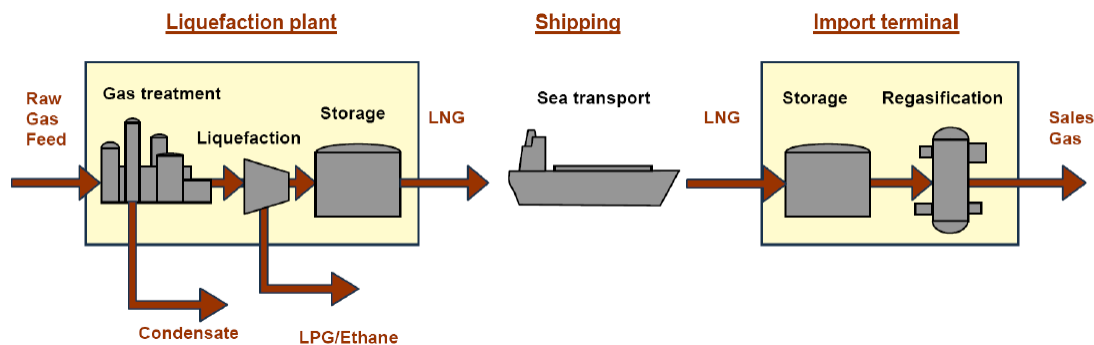 Liquefaction plant
Shipping
Import terminal
Raw
Gas
Feed
Gas treatment
Liquefaction
Storage
LNG
Sea transport
LNG
Storage
Regasification
Sales
Gas
Condensate
LPG/Ethane